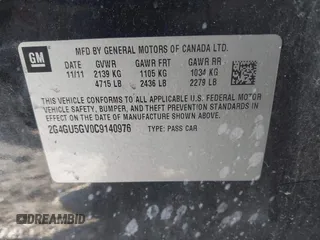 GM
MFD BY GENERAL MOTORS OF CANADA LTD.
DATE GVWR GAWR FRT GAWR RR
11/11 2139 KG 1105 KG 1034 KG
4715 LB 2436 LB 2279 LB
THIS VEHICLE CONFORMS TO ALL APPLICABLE U.S. FEDERAL MOTOR
VEHICLE SAFETY, BUMPER, AND THEFT PREVENTION STANDARDS
IN EFFECT ON THE DATE OF MANUFACTURE SHOWN ABOVE.
2G4GU5GV0C9140976 TYPE: PASS CAR
DREAMBID